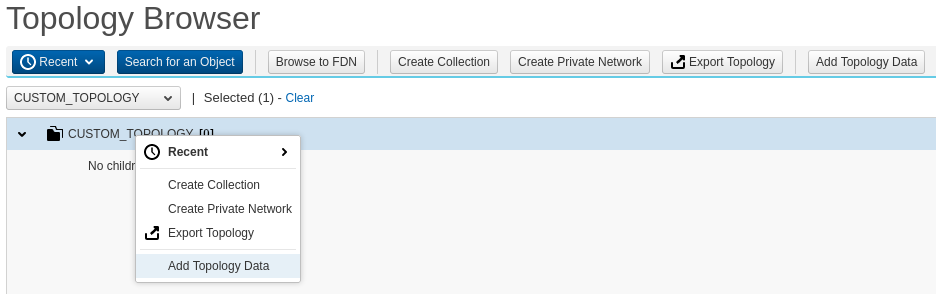 Topology Browser
Recent Search for an Object Browse to FDN Create Collection Create Private Network Export Topology Add Topology Data
CUSTOM_TOPOLOGY | Selected (1) - Clear
CUSTOM_TOPOLOGY [0]
No
Recent
Create Collection
Create Private Network
Export Topology
Add Topology Data